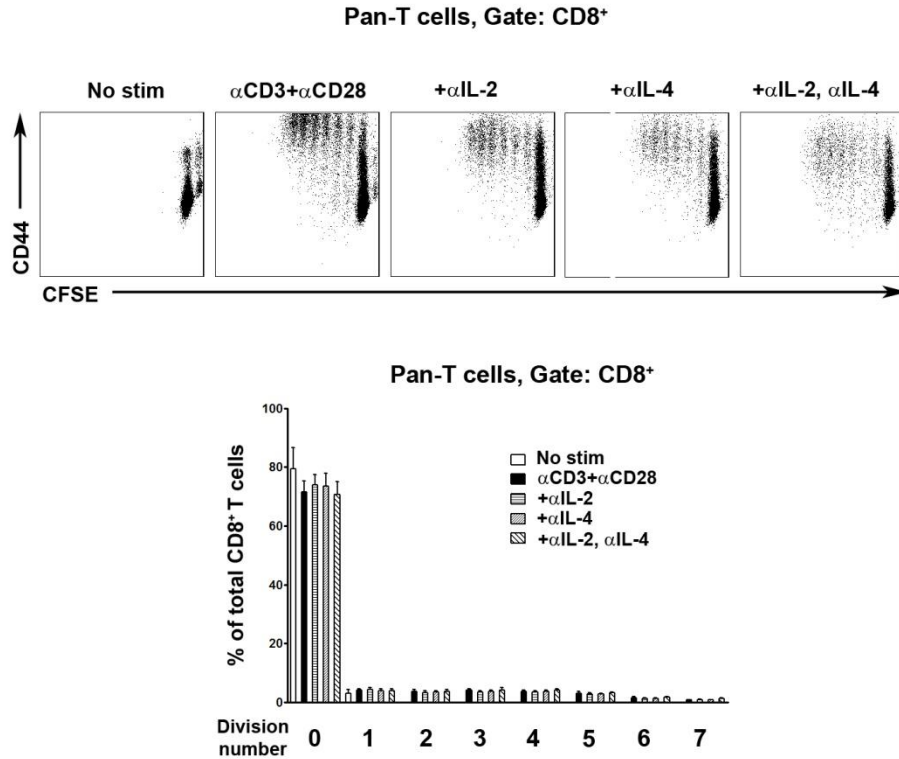 Pan-T cells, Gate: CD8⁺
No stim
αCD3+αCD28
+αIL-2
+αIL-4
+αIL-2, αIL-4
CD44
CFSE
Pan-T cells, Gate: CD8⁺
% of total CD8⁺ T cells
100
80
60
40
20
0
No stim
αCD3+αCD28
+αIL-2
+αIL-4
+αIL-2, αIL-4
Division
number
0 1 2 3 4 5 6 7